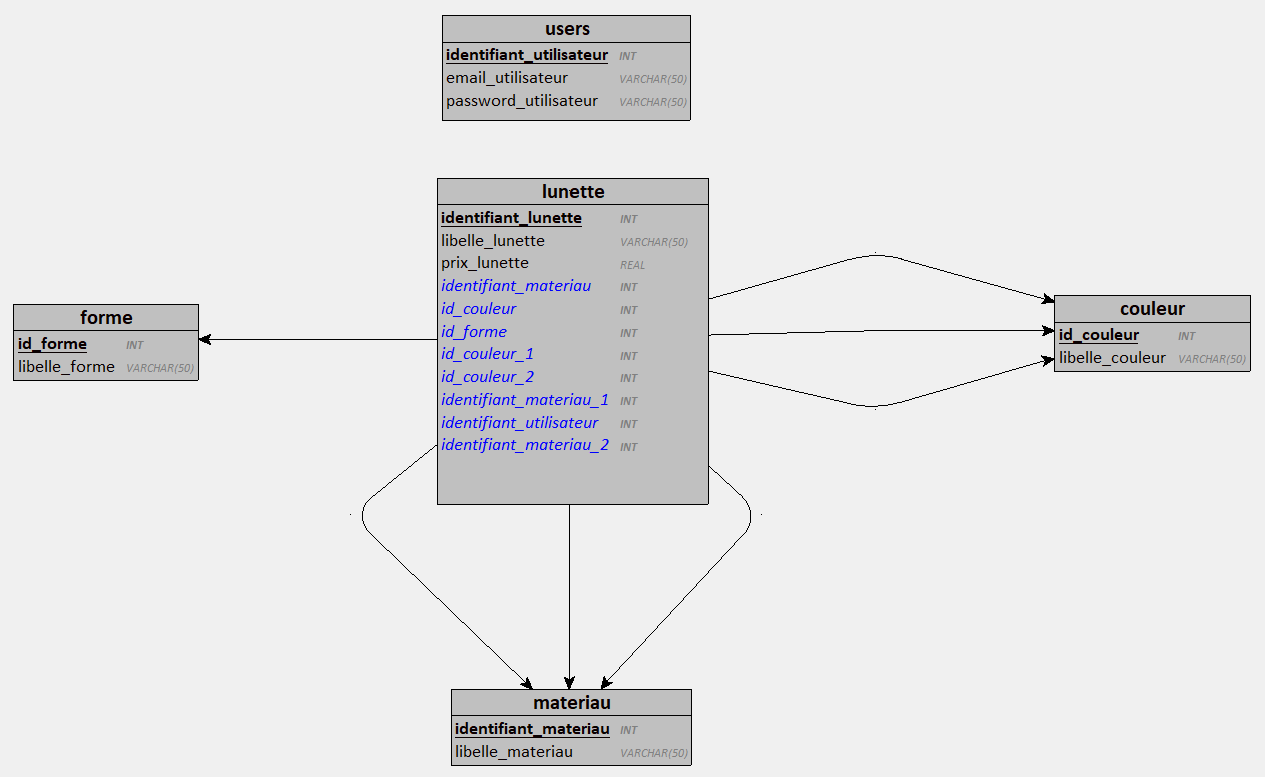 users
identifiant_utilisateur INT
email_utilisateur VARCHAR(50)
password_utilisateur VARCHAR(50)
lunette
identifiant_lunette INT
libelle_lunette VARCHAR(50)
prix_lunette REAL
identifiant_materiau INT
id_couleur INT
id_forme INT
id_couleur_1 INT
id_couleur_2 INT
identifiant_materiau_1 INT
identifiant_utilisateur INT
identifiant_materiau_2 INT
forme
id_forme INT
libelle_forme VARCHAR(50)
couleur
id_couleur INT
libelle_couleur VARCHAR(50)
materiau
identifiant_materiau INT
libelle_materiau VARCHAR(50)